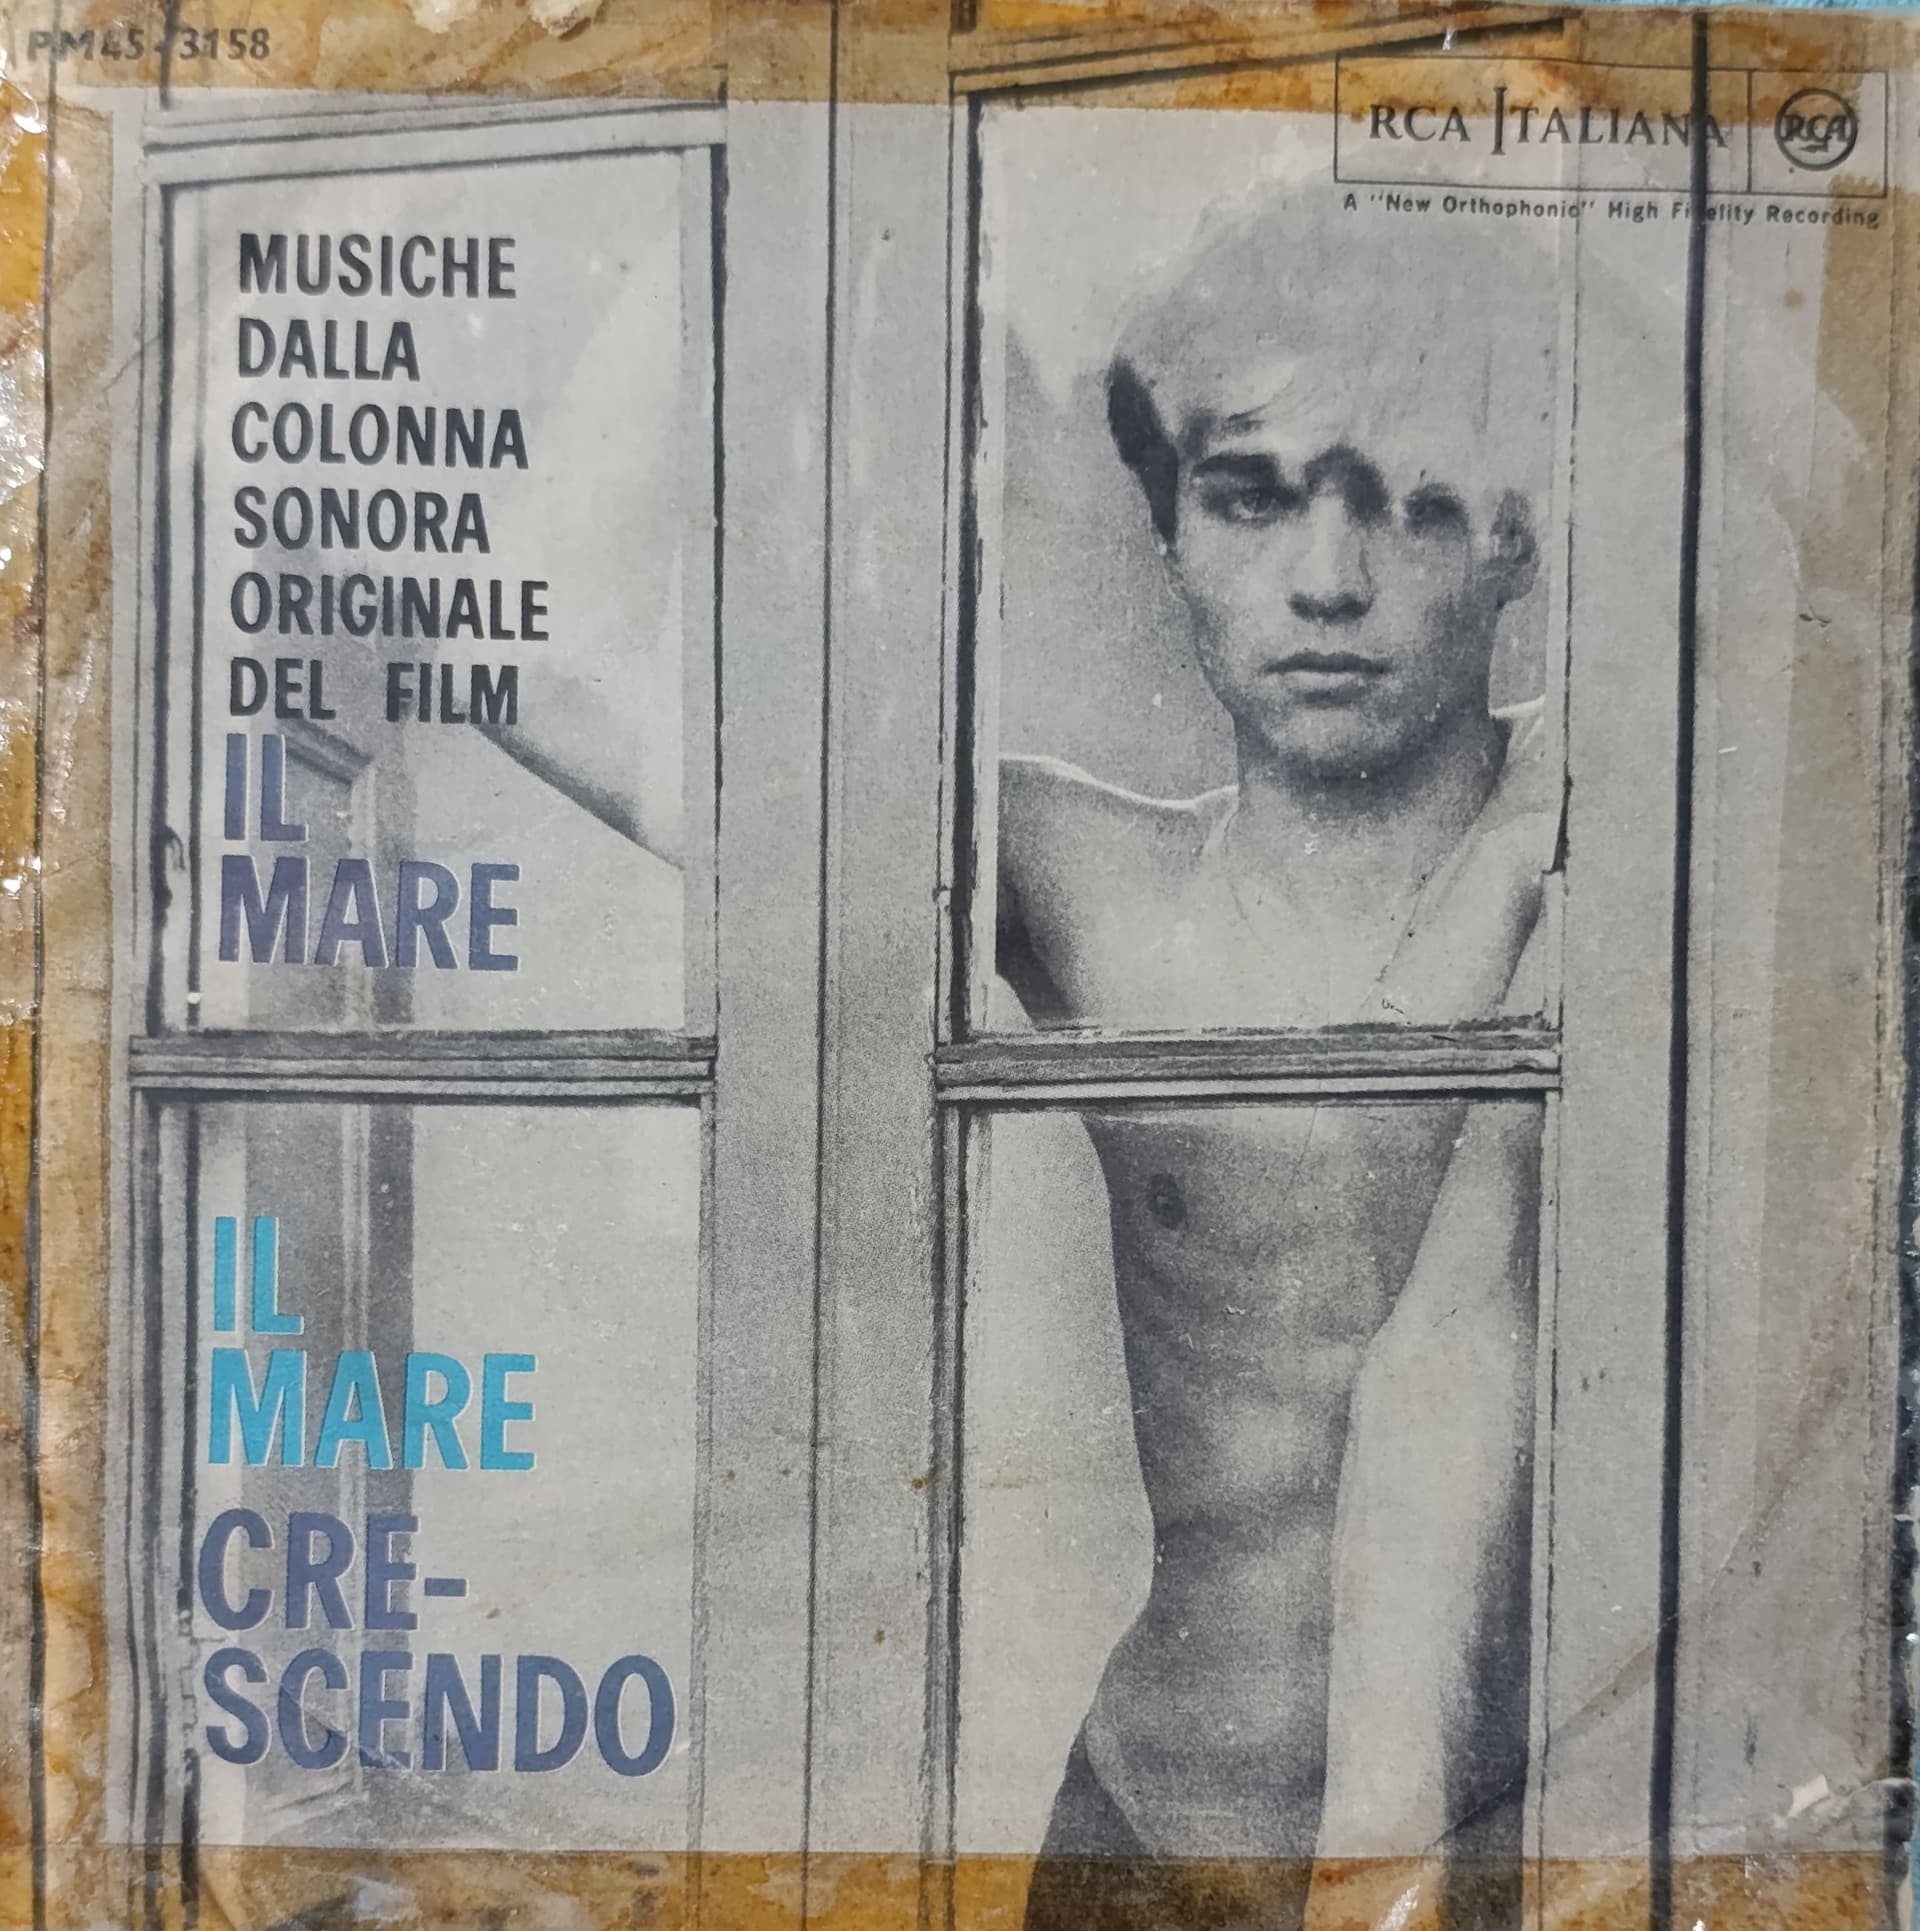 PM45-3158
RCA ITALIANA RCA
A "New Orthophonic" High Fidelity Recording
MUSICHE
DALLA
COLONNA
SONORA
ORIGINALE
DEL FILM
IL
MARE
IL
MARE
CRE-
SCENDO